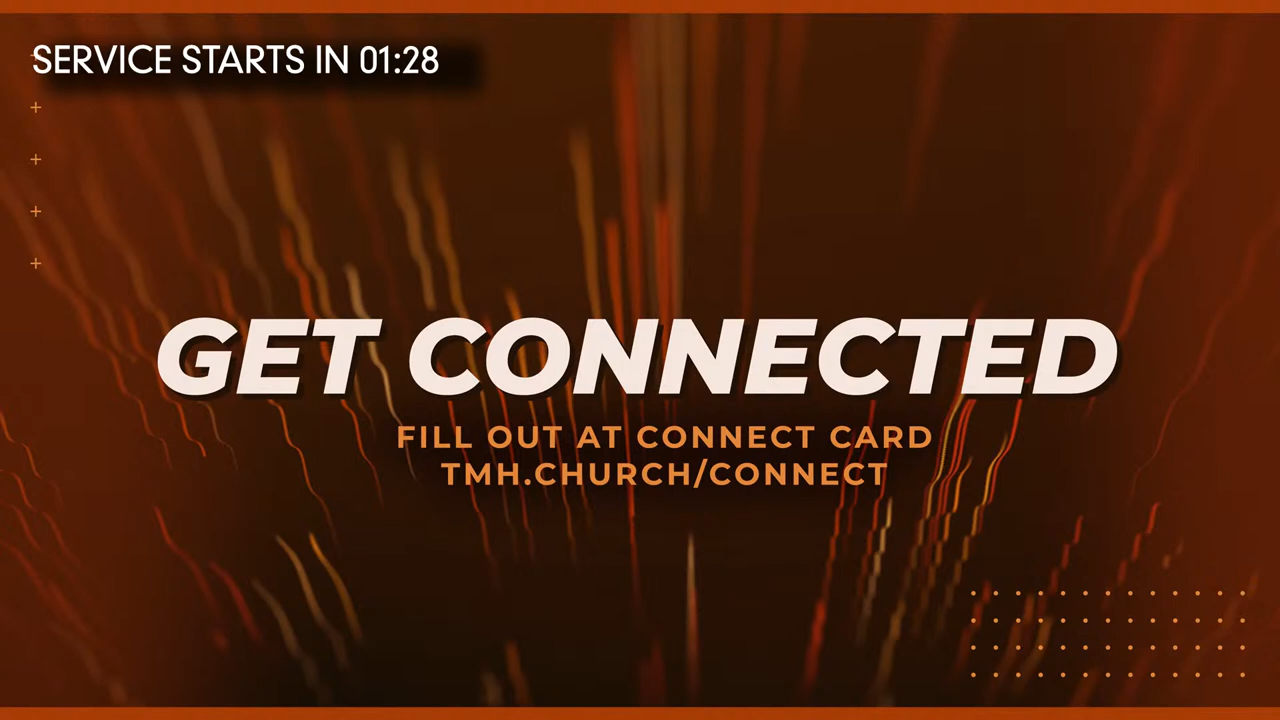 SERVICE STARTS IN 01:28
GET CONNECTED
FILL OUT AT CONNECT CARD
TMH.CHURCH/CONNECT